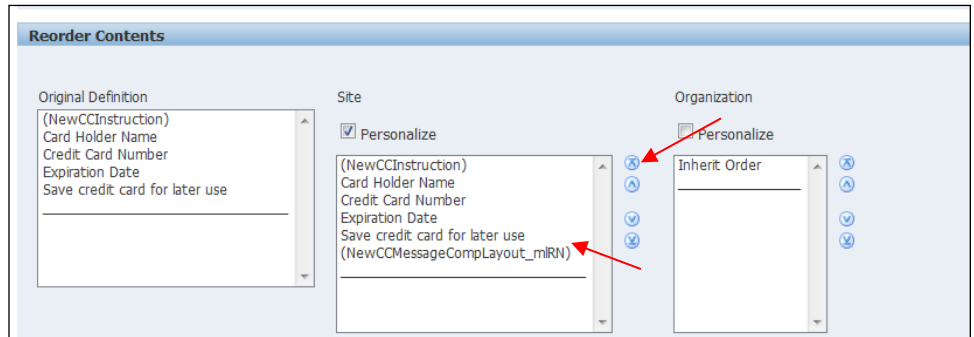 Reorder Contents
Original Definition
(NewCCInstruction)
Card Holder Name
Credit Card Number
Expiration Date
Save credit card for later use
Site
Personalize
(NewCCInstruction)
Card Holder Name
Credit Card Number
Expiration Date
Save credit card for later use
(NewCCMessageCompLayout_mlRN)
Organization
Personalize
Inherit Order